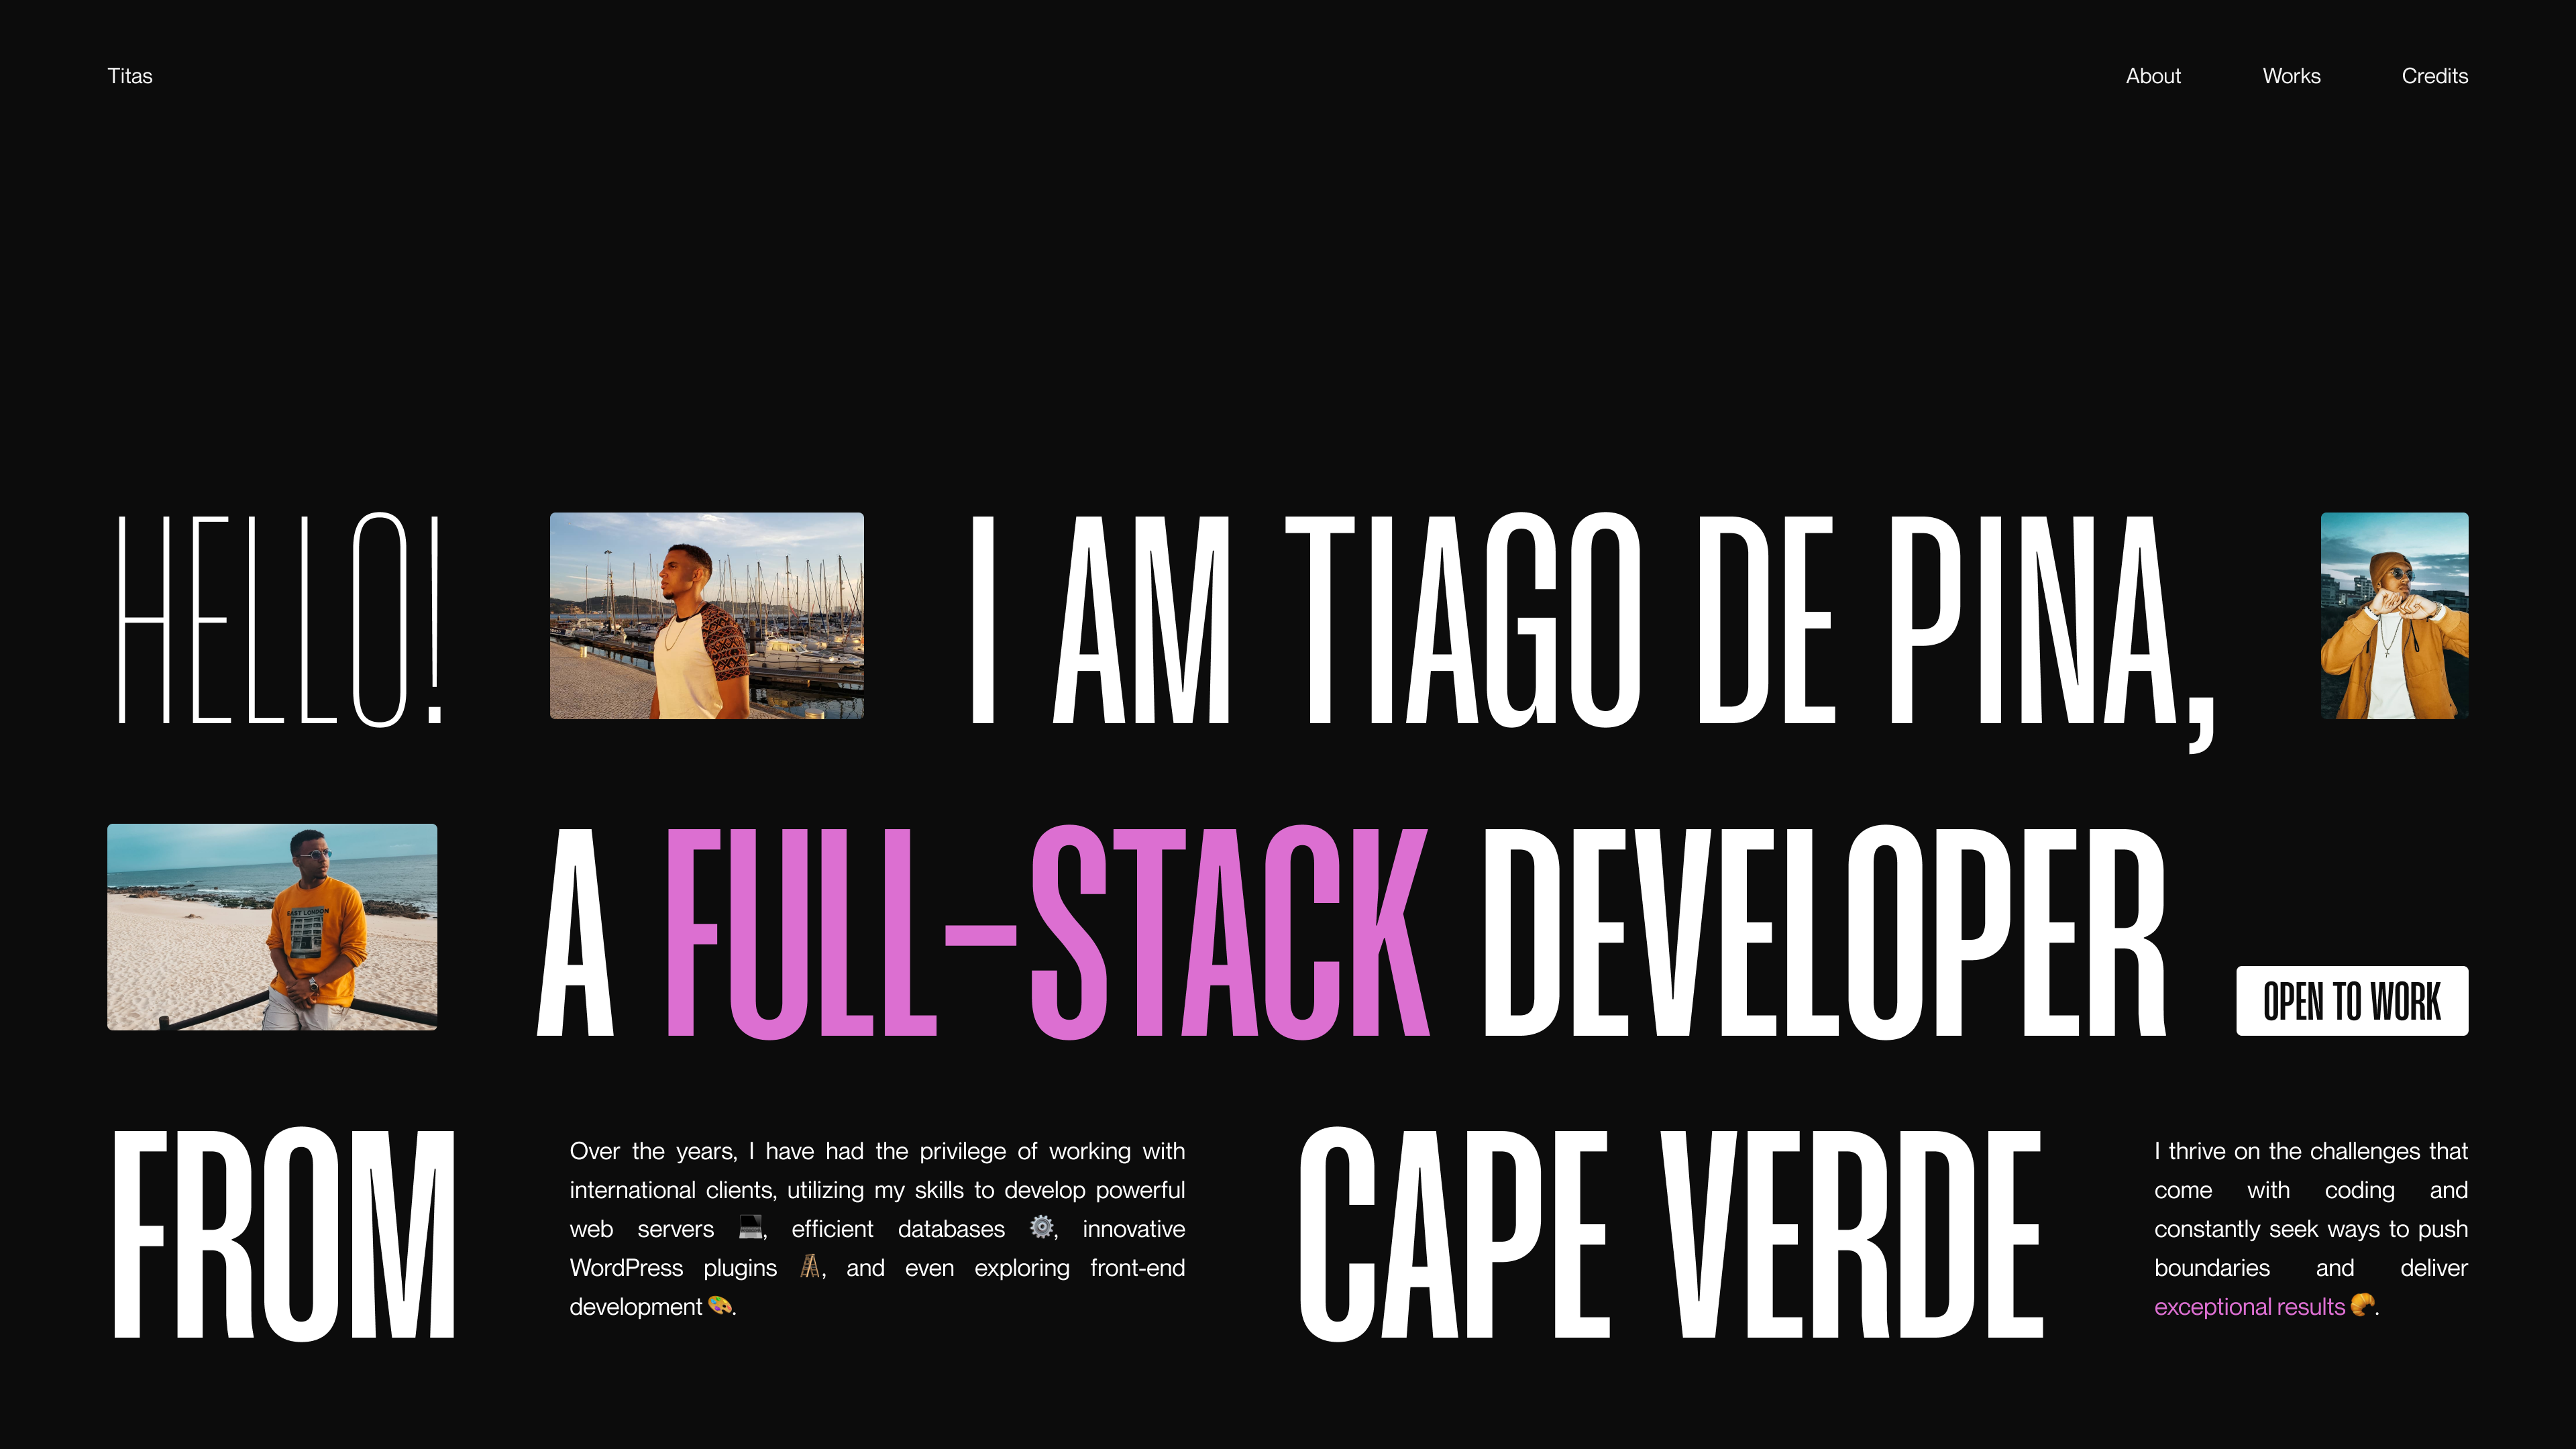 Titas
About Works Credits
HELLO! I AM TIAGO DE PINA,
EAST LONDON
A FULL-STACK DEVELOPER OPEN TO WORK
FROM
Over the years, I have had the privilege of working with
international clients, utilizing my skills to develop powerful
web servers 💻, efficient databases ⚙️, innovative
WordPress plugins 🪜, and even exploring front-end
development 🎨.
CAPE VERDE
I thrive on the challenges that
come with coding and
constantly seek ways to push
boundaries and deliver
exceptional results 🥐.